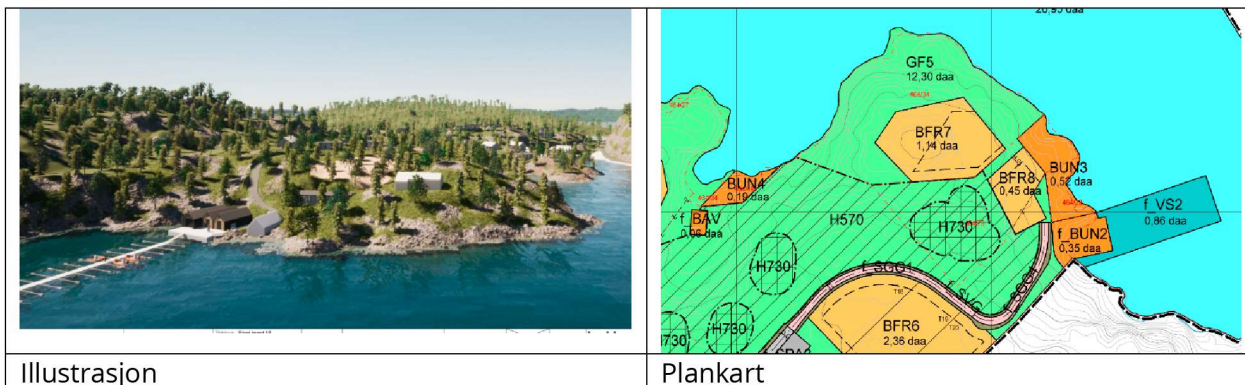 20,95 daa
GF5
12,30 daa
BFR7
1,14 daa
BUN3
0,52 daa
BFR8
0,45 daa
BUN4
0,19 daa
f_BAV
f_VS2
0,86 daa
f_BUN2
0,35 daa
H570
H730
H730
H730
H730
BFR6
2,36 daa
Illustrasjon
Plankart